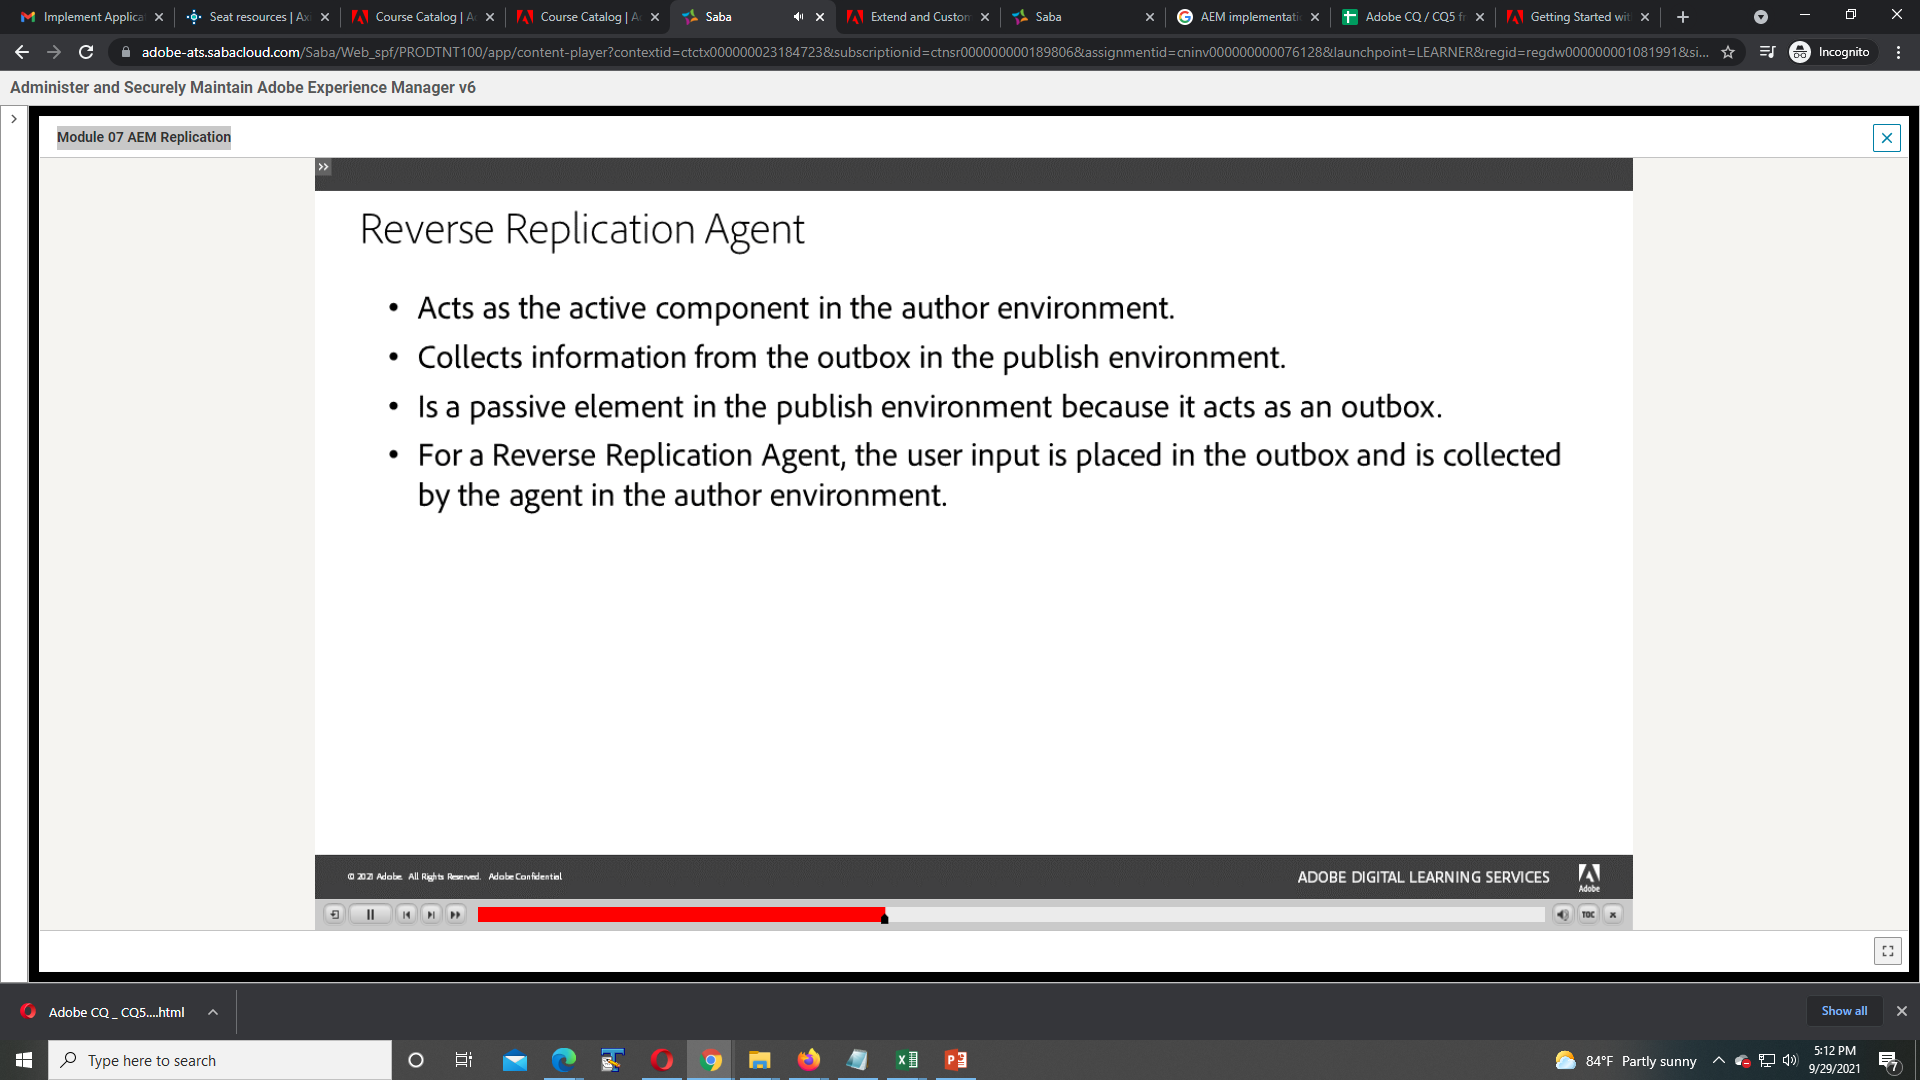 Implement Applica
Seat resources | Ax
Course Catalog | A
Course Catalog | A
Saba
Extend and Custom
Saba
AEM implementati
Adobe CQ / CQ5 fr
Getting Started wit
adobe-ats.sabacloud.com/Saba/Web_spf/PRODTNT100/app/content-player?contextid=ctctx000000023184723&subscriptionid=ctnsr000000000189806&assignmentid=cninv000000000076128&launchpoint=LEARNER&regid=regdw000000001081991&si...
Incognito
Administer and Securely Maintain Adobe Experience Manager v6
Module 07 AEM Replication
Reverse Replication Agent
• Acts as the active component in the author environment.
• Collects information from the outbox in the publish environment.
• Is a passive element in the publish environment because it acts as an outbox.
• For a Reverse Replication Agent, the user input is placed in the outbox and is collected
by the agent in the author environment.
© 2021 Adobe. All Rights Reserved. Adobe Confidential
ADOBE DIGITAL LEARNING SERVICES
Adobe
TOC
Adobe CQ _ CQ5....html
Show all
Type here to search
84°F Partly sunny
5:12 PM
9/29/2021
7